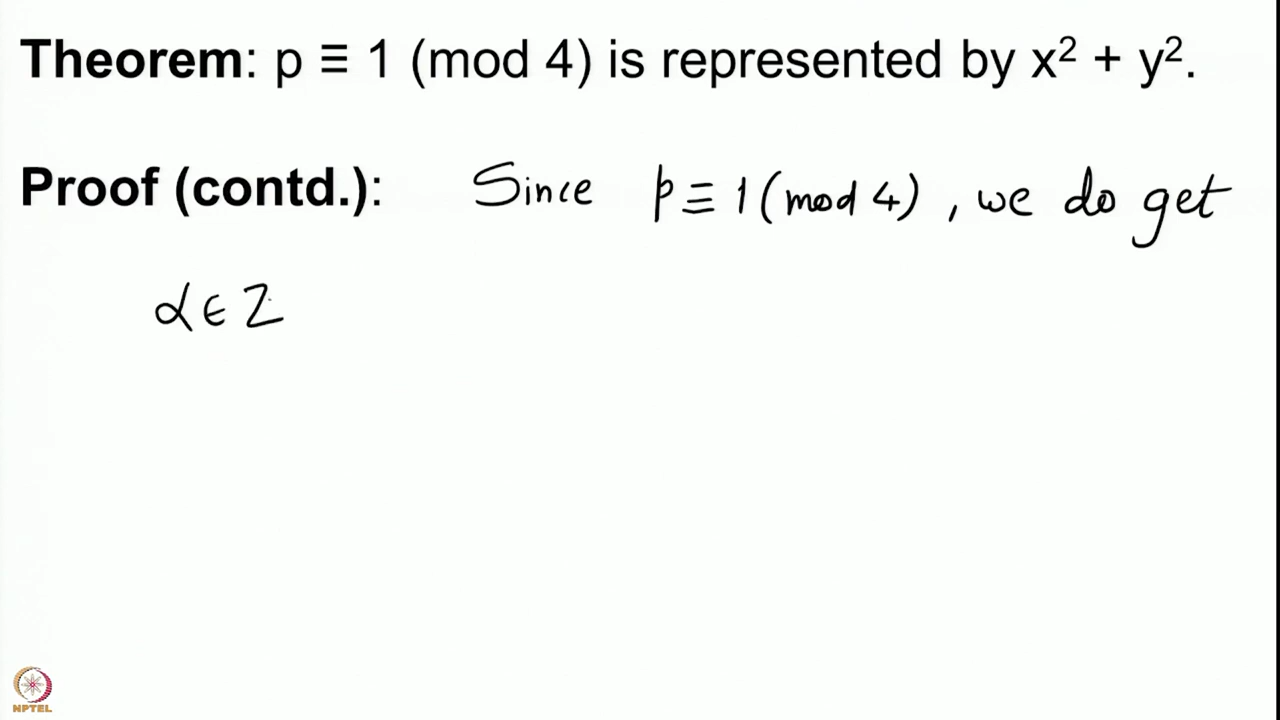 Theorem: p ≡ 1 (mod 4) is represented by x² + y².
Proof (contd.): Since p ≡ 1 (mod 4), we do get
α ∈ Z
NPTEL